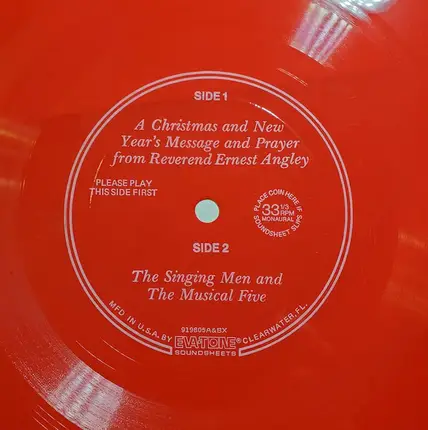 SIDE 1
A Christmas and New
Year's Message and Prayer
from Reverend Ernest Angley
PLEASE PLAY
THIS SIDE FIRST
PLACE COIN HERE IF
SOUNDSHEET SLIPS
33 1/3
RPM
MONAURAL
SIDE 2
The Singing Men and
The Musical Five
919605A&BX
MFD IN U.S.A. BY EVA-TONE® CLEARWATER, FL.
SOUNDSHEETS